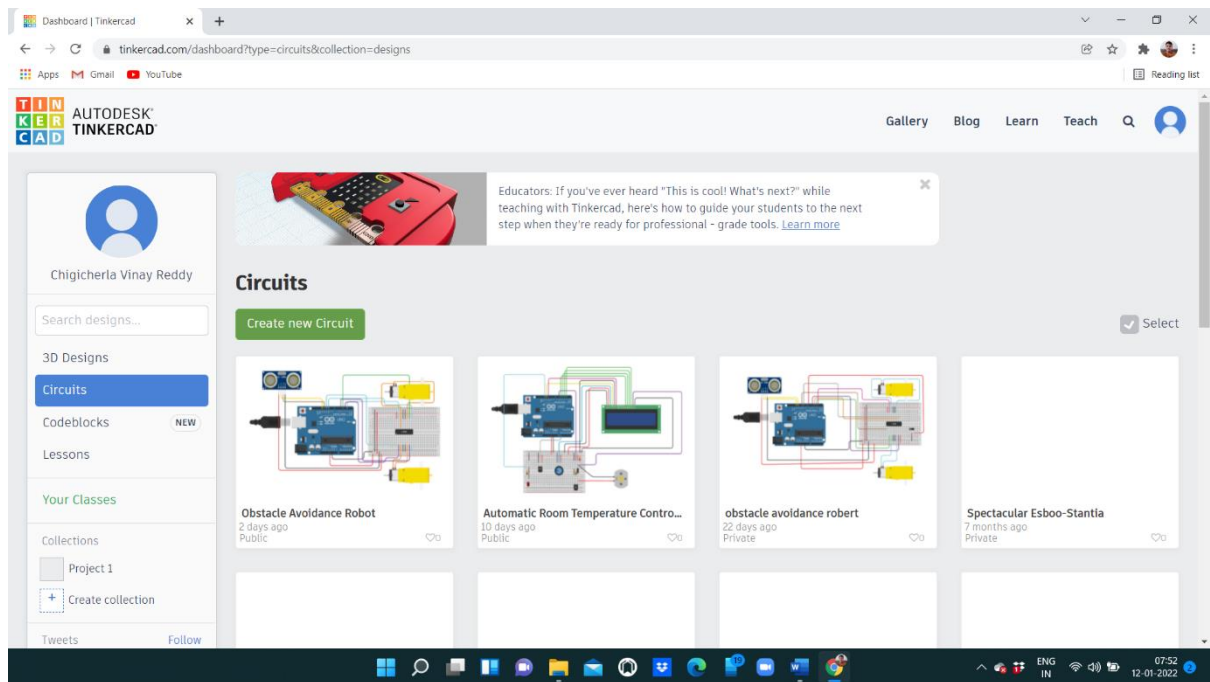 Dashboard | Tinkercad
tinkercad.com/dashboard?type=circuits&collection=designs
Apps
Gmail
YouTube
Reading list
TIN
KER
CAD
AUTODESK
TINKERCAD
Gallery
Blog
Learn
Teach
Chigicherla Vinay Reddy
Search designs...
3D Designs
Circuits
Codeblocks
NEW
Lessons
Your Classes
Collections
Project 1
+ Create collection
Tweets
Follow
Educators: If you've ever heard "This is cool! What's next?" while
teaching with Tinkercad, here's how to guide your students to the next
step when they're ready for professional - grade tools. Learn more
Circuits
Create new Circuit
Select
Obstacle Avoidance Robot
2 days ago
Public
0
Automatic Room Temperature Contro...
10 days ago
Public
0
obstacle avoidance robert
22 days ago
Private
0
Spectacular Esboo-Stantia
7 months ago
Private
0
19
ENG
IN
07:52
12-01-2022
2